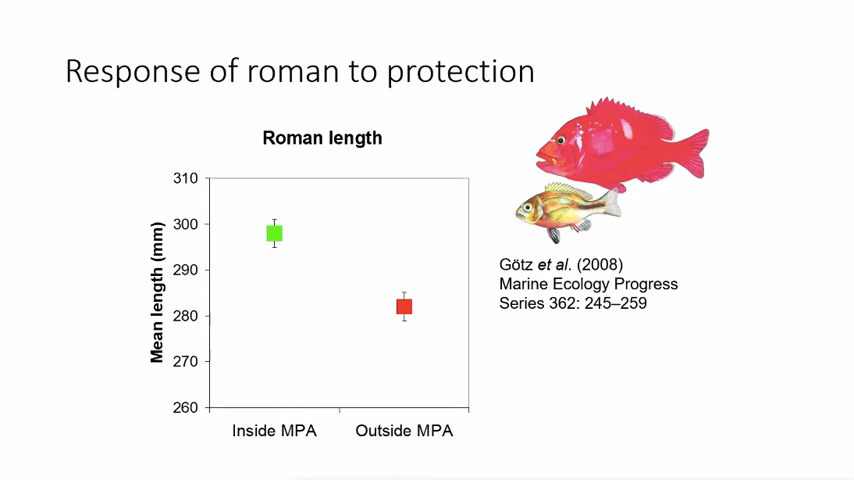 Response of roman to protection
Roman length
310
300
290
280
270
260
Mean length (mm)
Inside MPA
Outside MPA
Götz et al. (2008)
Marine Ecology Progress
Series 362: 245–259